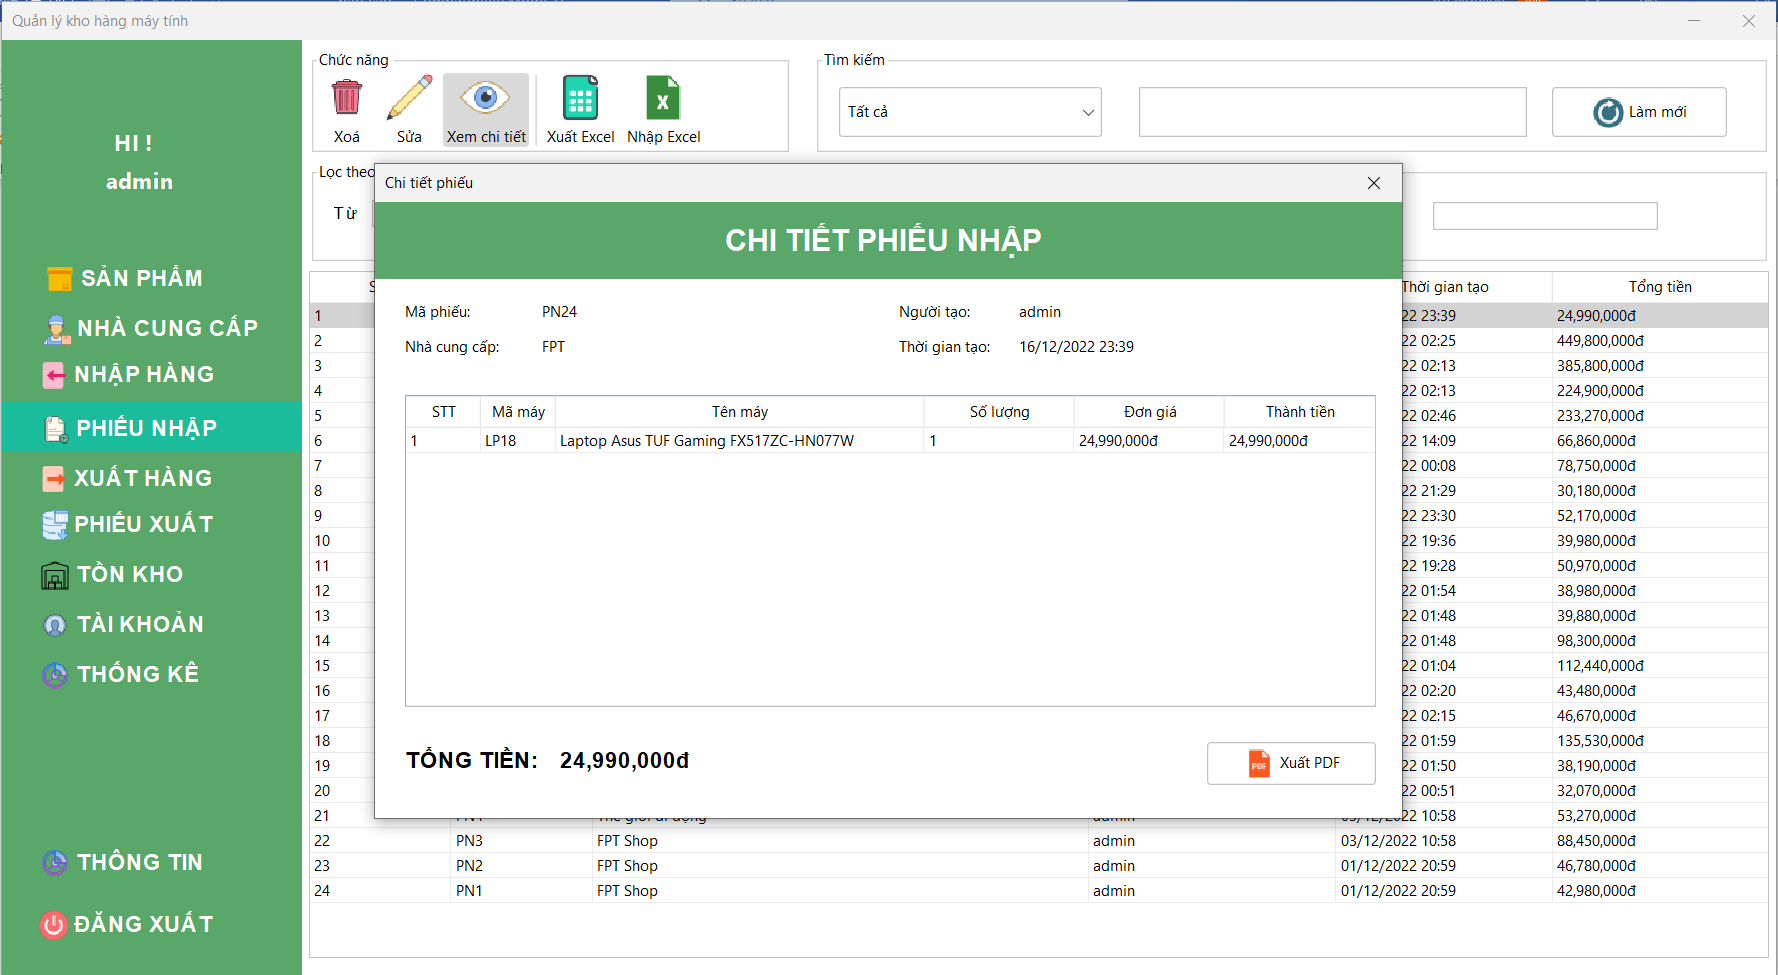 Quản lý kho hàng máy tính
HI !
admin
SẢN PHẨM
NHÀ CUNG CẤP
NHẬP HÀNG
PHIẾU NHẬP
XUẤT HÀNG
PHIẾU XUẤT
TỒN KHO
TÀI KHOẢN
THỐNG KÊ
THÔNG TIN
ĐĂNG XUẤT
Chức năng
Xoá Sửa Xem chi tiết Xuất Excel Nhập Excel
Tìm kiếm
Tất cả Làm mới
Lọc theo
Từ
Chi tiết phiếu
CHI TIẾT PHIẾU NHẬP
Mã phiếu: PN24 Người tạo: admin
Nhà cung cấp: FPT Thời gian tạo: 16/12/2022 23:39
STT Mã máy Tên máy Số lượng Đơn giá Thành tiền
1 LP18 Laptop Asus TUF Gaming FX517ZC-HN077W 1 24,990,000đ 24,990,000đ
TỔNG TIỀN: 24,990,000đ
PDF Xuất PDF
Thời gian tạo Tổng tiền
1 22 23:39 24,990,000đ
2 22 02:25 449,800,000đ
3 22 02:13 385,800,000đ
4 22 02:13 224,900,000đ
5 22 02:46 233,270,000đ
6 22 14:09 66,860,000đ
7 22 00:08 78,750,000đ
8 22 21:29 30,180,000đ
9 22 23:30 52,170,000đ
10 22 19:36 39,980,000đ
11 22 19:28 50,970,000đ
12 22 01:54 38,980,000đ
13 22 01:48 39,880,000đ
14 22 01:48 98,300,000đ
15 22 01:04 112,440,000đ
16 22 02:20 43,480,000đ
17 22 02:15 46,670,000đ
18 22 01:59 135,530,000đ
19 22 01:50 38,190,000đ
20 22 00:51 32,070,000đ
21 22 10:58 53,270,000đ
22 PN3 FPT Shop admin 03/12/2022 10:58 88,450,000đ
23 PN2 FPT Shop admin 01/12/2022 20:59 46,780,000đ
24 PN1 FPT Shop admin 01/12/2022 20:59 42,980,000đ